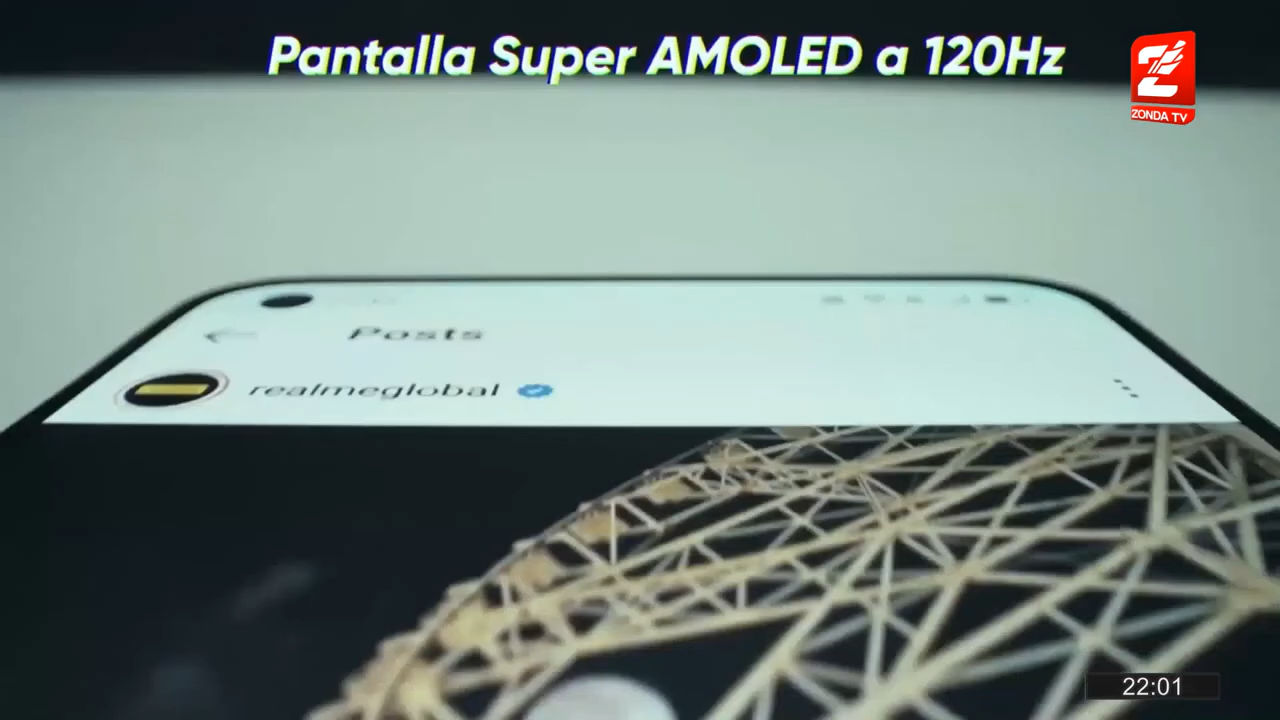 Pantalla Super AMOLED a 120Hz
Z
ZONDA TV
Posts
realmeglobal
22:01